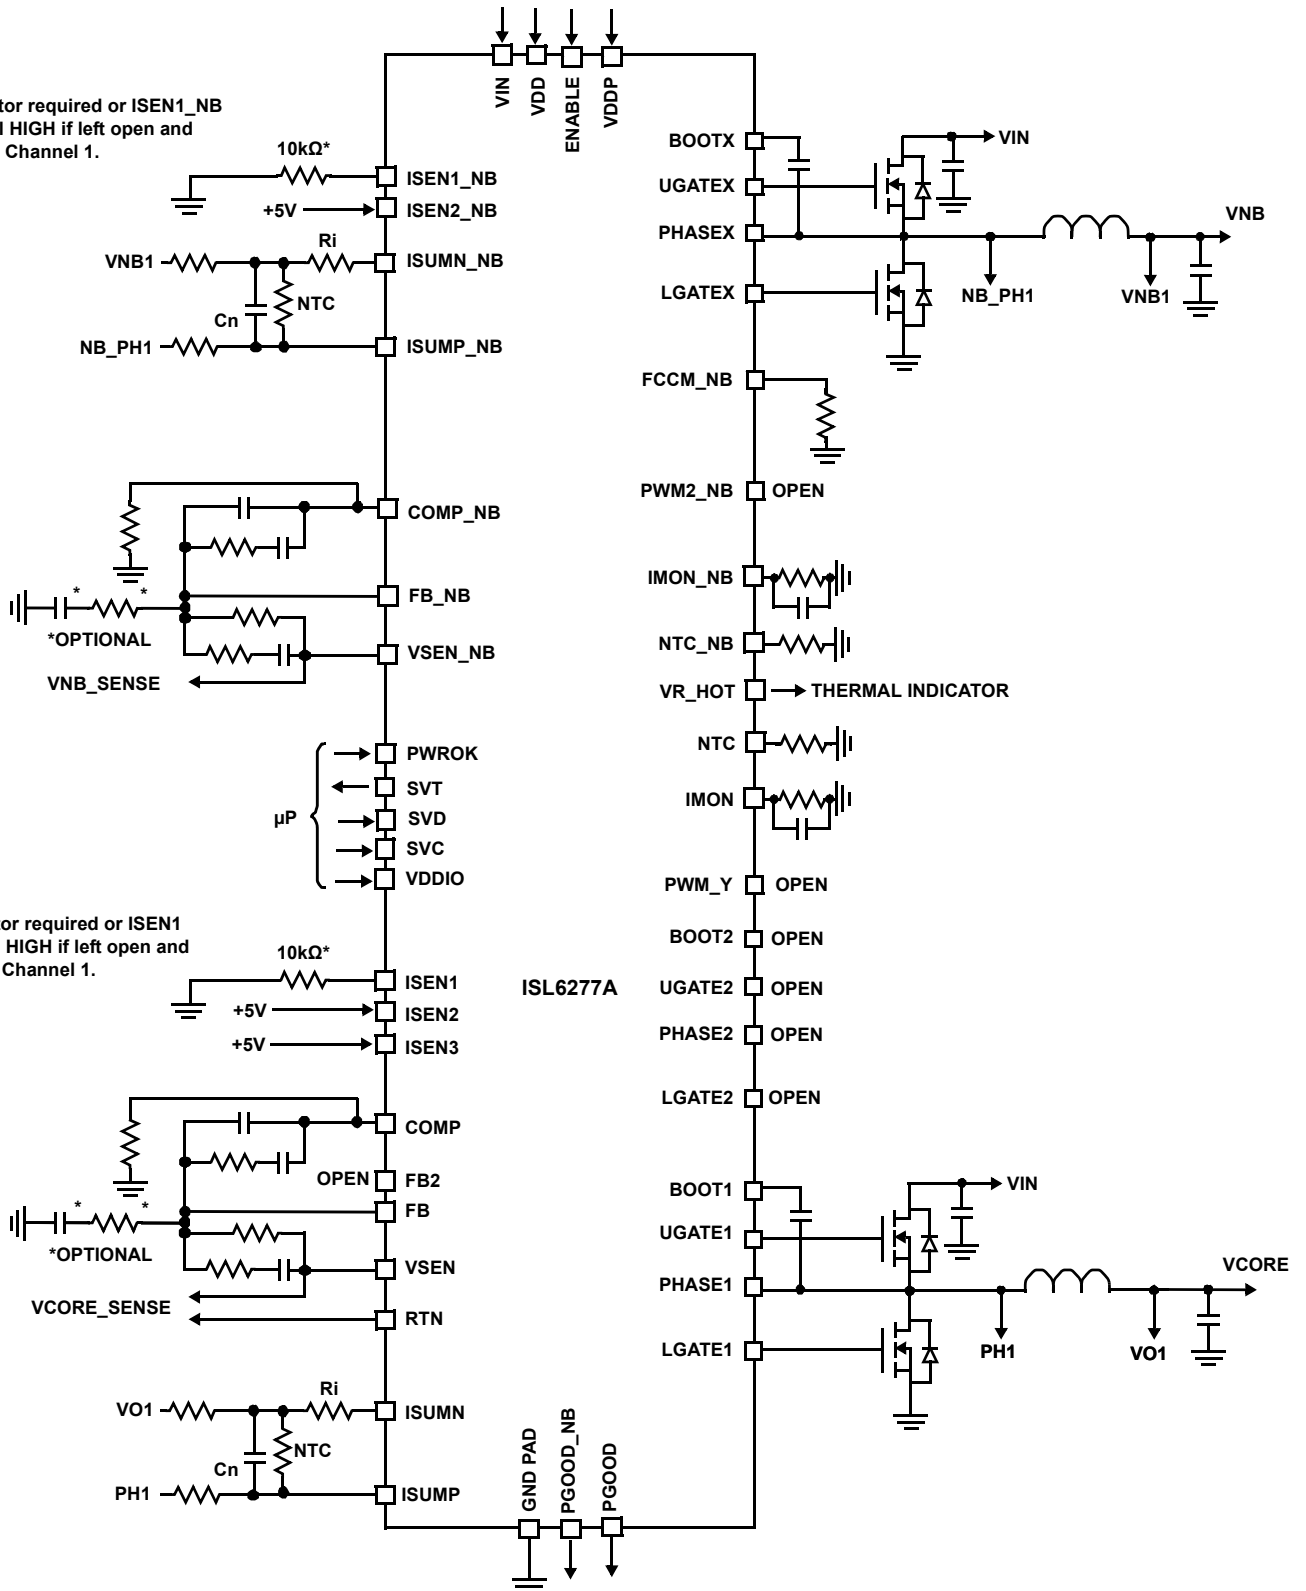 VIN
VDD
ENABLE
VDDP
required or ISEN1_NB
HIGH if left open and
Channel 1.
10kΩ*
ISEN1_NB
+5V
ISEN2_NB
Ri
VNB1
ISUMN_NB
Cn
NTC
NB_PH1
ISUMP_NB
COMP_NB
FB_NB
* *
*OPTIONAL
VSEN_NB
VNB_SENSE
µP
PWROK
SVT
SVD
SVC
VDDIO
required or ISEN1
HIGH if left open and
Channel 1.
10kΩ*
ISEN1
+5V
ISEN2
+5V
ISEN3
COMP
OPEN
FB2
FB
* *
*OPTIONAL
VSEN
VCORE_SENSE
RTN
Ri
VO1
ISUMN
Cn
NTC
PH1
ISUMP
ISL6277A
BOOTX
VIN
UGATEX
PHASEX
VNB
LGATEX
NB_PH1
VNB1
FCCM_NB
PWM2_NB
OPEN
IMON_NB
NTC_NB
VR_HOT
THERMAL INDICATOR
NTC
IMON
PWM_Y
OPEN
BOOT2
OPEN
UGATE2
OPEN
PHASE2
OPEN
LGATE2
OPEN
BOOT1
VIN
UGATE1
PHASE1
VCORE
LGATE1
PH1
VO1
GND PAD
PGOOD_NB
PGOOD